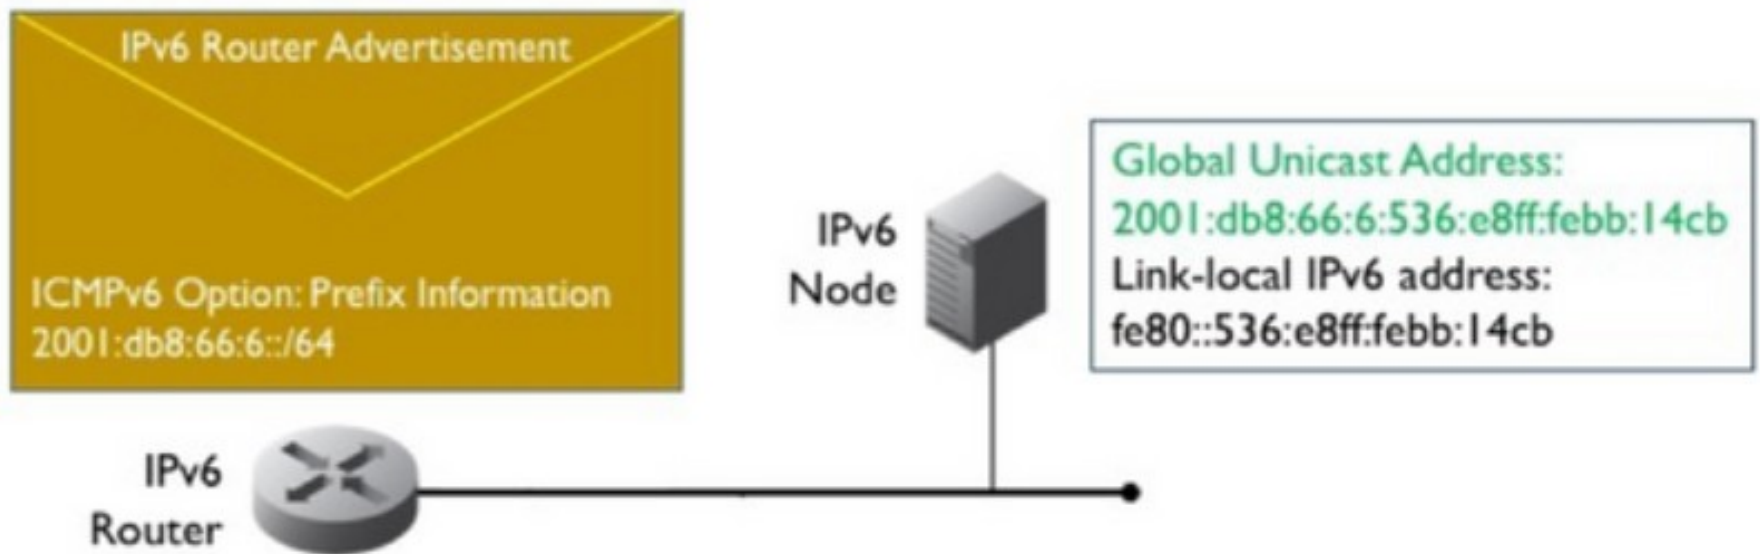 IPv6 Router Advertisement
ICMPv6 Option: Prefix Information
2001:db8:66:6::/64
IPv6
Node
Global Unicast Address:
2001:db8:66:6:536:e8ff:febb:14cb
Link-local IPv6 address:
fe80::536:e8ff:febb:14cb
IPv6
Router